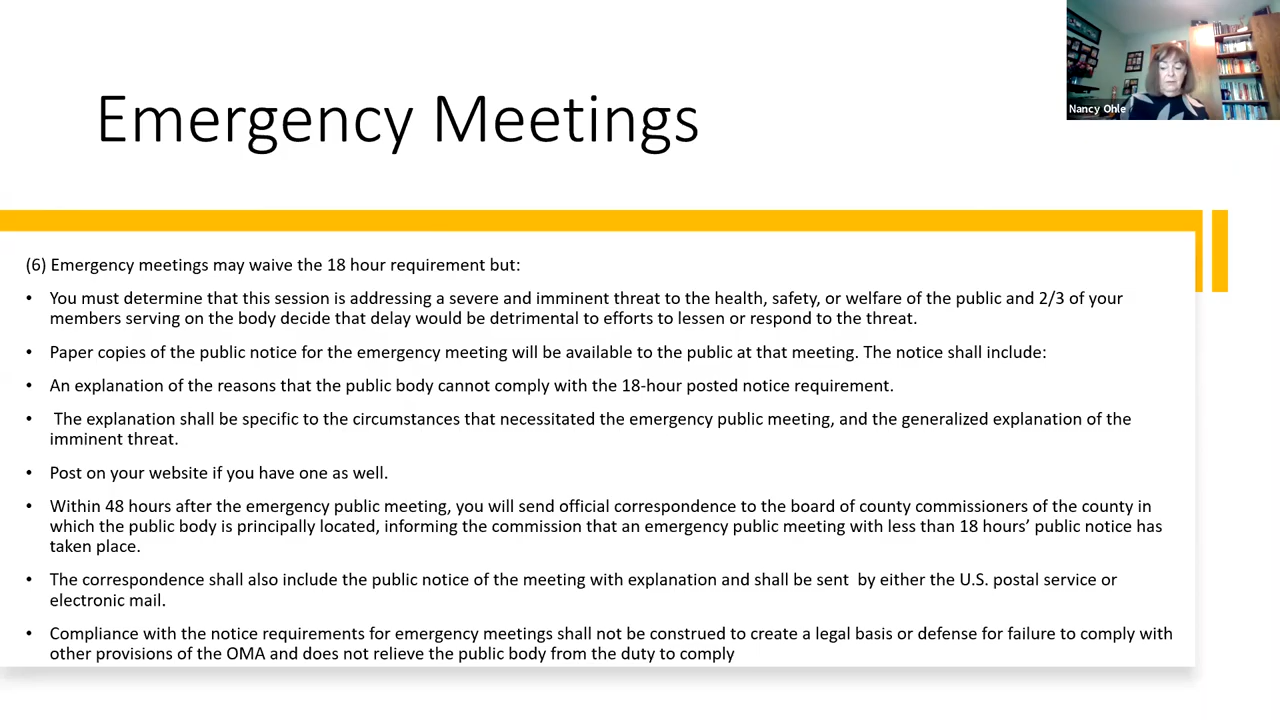 Emergency Meetings
Nancy Ohle
(6) Emergency meetings may waive the 18 hour requirement but:
• You must determine that this session is addressing a severe and imminent threat to the health, safety, or welfare of the public and 2/3 of your
members serving on the body decide that delay would be detrimental to efforts to lessen or respond to the threat.
• Paper copies of the public notice for the emergency meeting will be available to the public at that meeting. The notice shall include:
• An explanation of the reasons that the public body cannot comply with the 18-hour posted notice requirement.
• The explanation shall be specific to the circumstances that necessitated the emergency public meeting, and the generalized explanation of the
imminent threat.
• Post on your website if you have one as well.
• Within 48 hours after the emergency public meeting, you will send official correspondence to the board of county commissioners of the county in
which the public body is principally located, informing the commission that an emergency public meeting with less than 18 hours’ public notice has
taken place.
• The correspondence shall also include the public notice of the meeting with explanation and shall be sent by either the U.S. postal service or
electronic mail.
• Compliance with the notice requirements for emergency meetings shall not be construed to create a legal basis or defense for failure to comply with
other provisions of the OMA and does not relieve the public body from the duty to comply